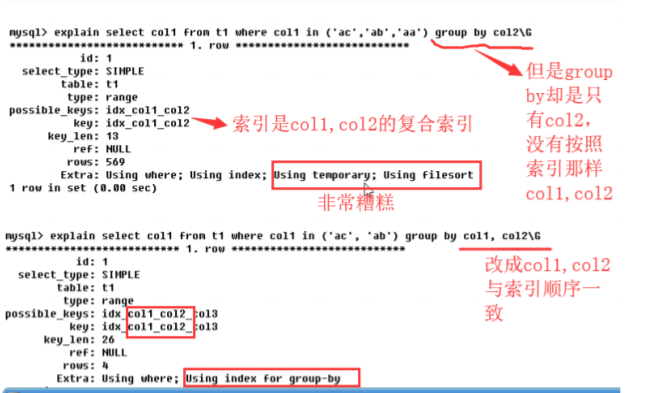 mysql> explain select col1 from t1 where col1 in ('ac','ab','aa') group by col2\G
*************************** 1. row ***************************
id: 1
select_type: SIMPLE
table: t1
type: range
possible_keys: idx_col1_col2
key: idx_col1_col2
key_len: 13
ref: NULL
rows: 569
Extra: Using where; Using index; Using temporary; Using filesort
1 row in set (0.00 sec)
索引是col1,col2的复合索引
但是group
by却是只
有col2,
没有按照
索引那样
col1,col2
非常糟糕
mysql> explain select col1 from t1 where col1 in ('ac', 'ab') group by col1, col2\G
*************************** 1. row ***************************
id: 1
select_type: SIMPLE
table: t1
type: range
possible_keys: idx_col1_col2_col3
key: idx_col1_col2_col3
key_len: 26
ref: NULL
rows: 4
Extra: Using where; Using index for group-by
改成col1,col2
与索引顺序一
致